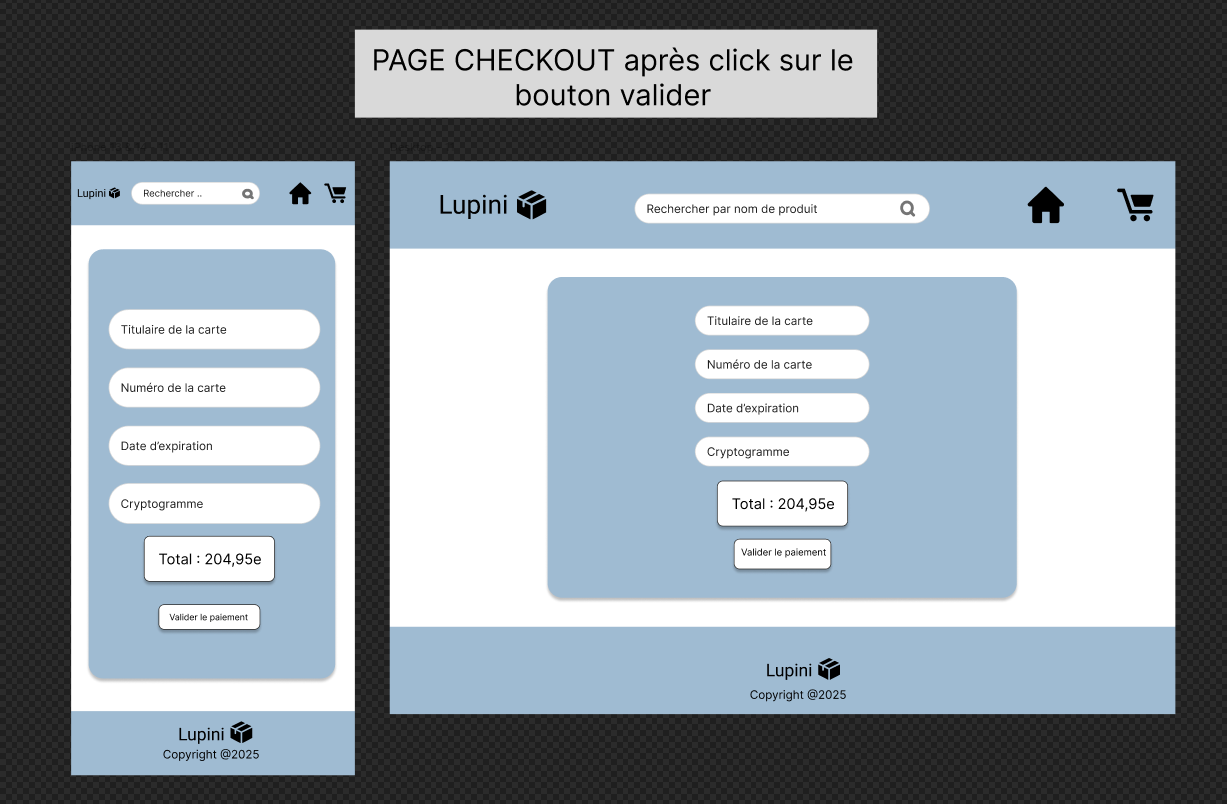 PAGE CHECKOUT après click sur le
bouton valider
Lupini
Rechercher ..
Titulaire de la carte
Numéro de la carte
Date d'expiration
Cryptogramme
Total : 204,95e
Valider le paiement
Lupini
Copyright @2025
Lupini
Rechercher par nom de produit
Titulaire de la carte
Numéro de la carte
Date d'expiration
Cryptogramme
Total : 204,95e
Valider le paiement
Lupini
Copyright @2025